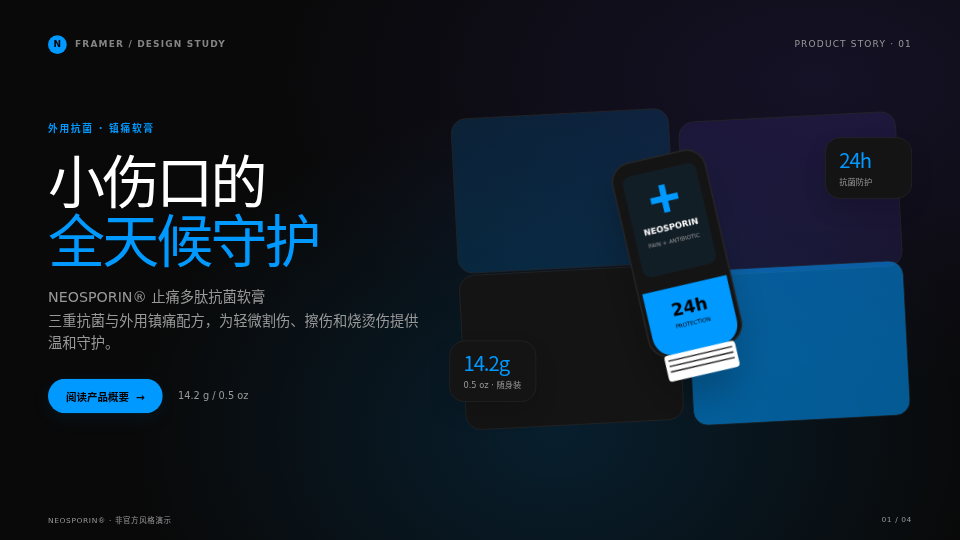 N FRAMER / DESIGN STUDY
PRODUCT STORY · 01
外用抗菌 · 镇痛软膏
小伤口的
全天候守护
NEOSPORIN® 止痛多肽抗菌软膏
三重抗菌与外用镇痛配方，为轻微割伤、擦伤和烧烫伤提供
温和守护。
阅读产品概要 →
14.2 g / 0.5 oz
24h
抗菌防护
NEOSPORIN
PAIN + ANTIBIOTIC
24h
PROTECTION
14.2g
0.5 oz · 随身装
NEOSPORIN® · 非官方风格演示
01 / 04